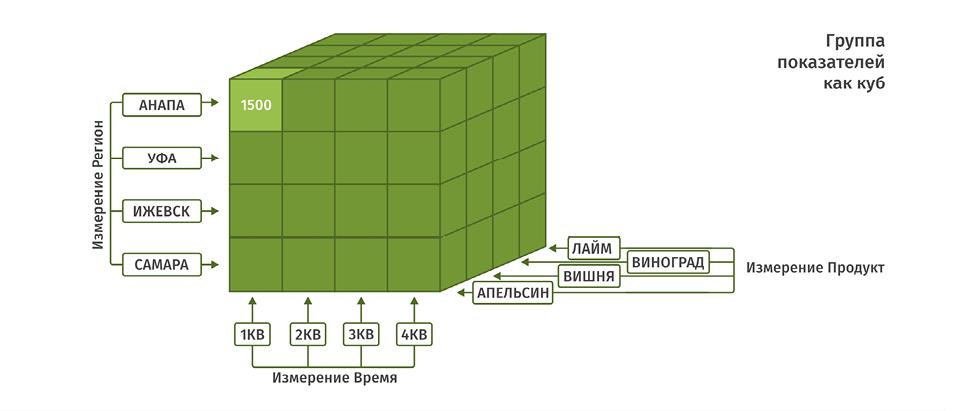 Группа
показателей
как куб
Измерение Регион
АНАПА
1500
УФА
ИЖЕВСК
САМАРА
ЛАЙМ
ВИНОГРАД
ВИШНЯ
АПЕЛЬСИН
Измерение Продукт
1КВ 2КВ 3КВ 4КВ
Измерение Время